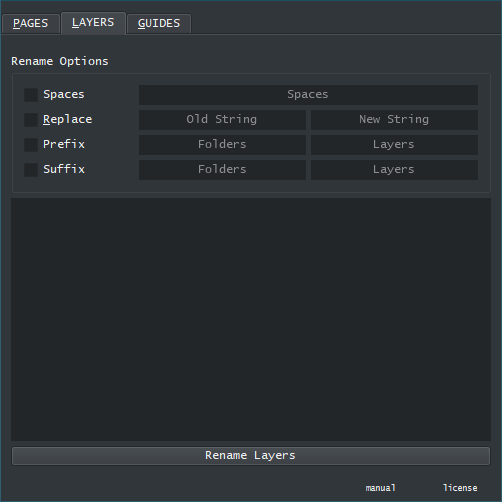 PAGES LAYERS GUIDES
Rename Options
Spaces Spaces
Replace Old String New String
Prefix Folders Layers
Suffix Folders Layers
Rename Layers
manual license